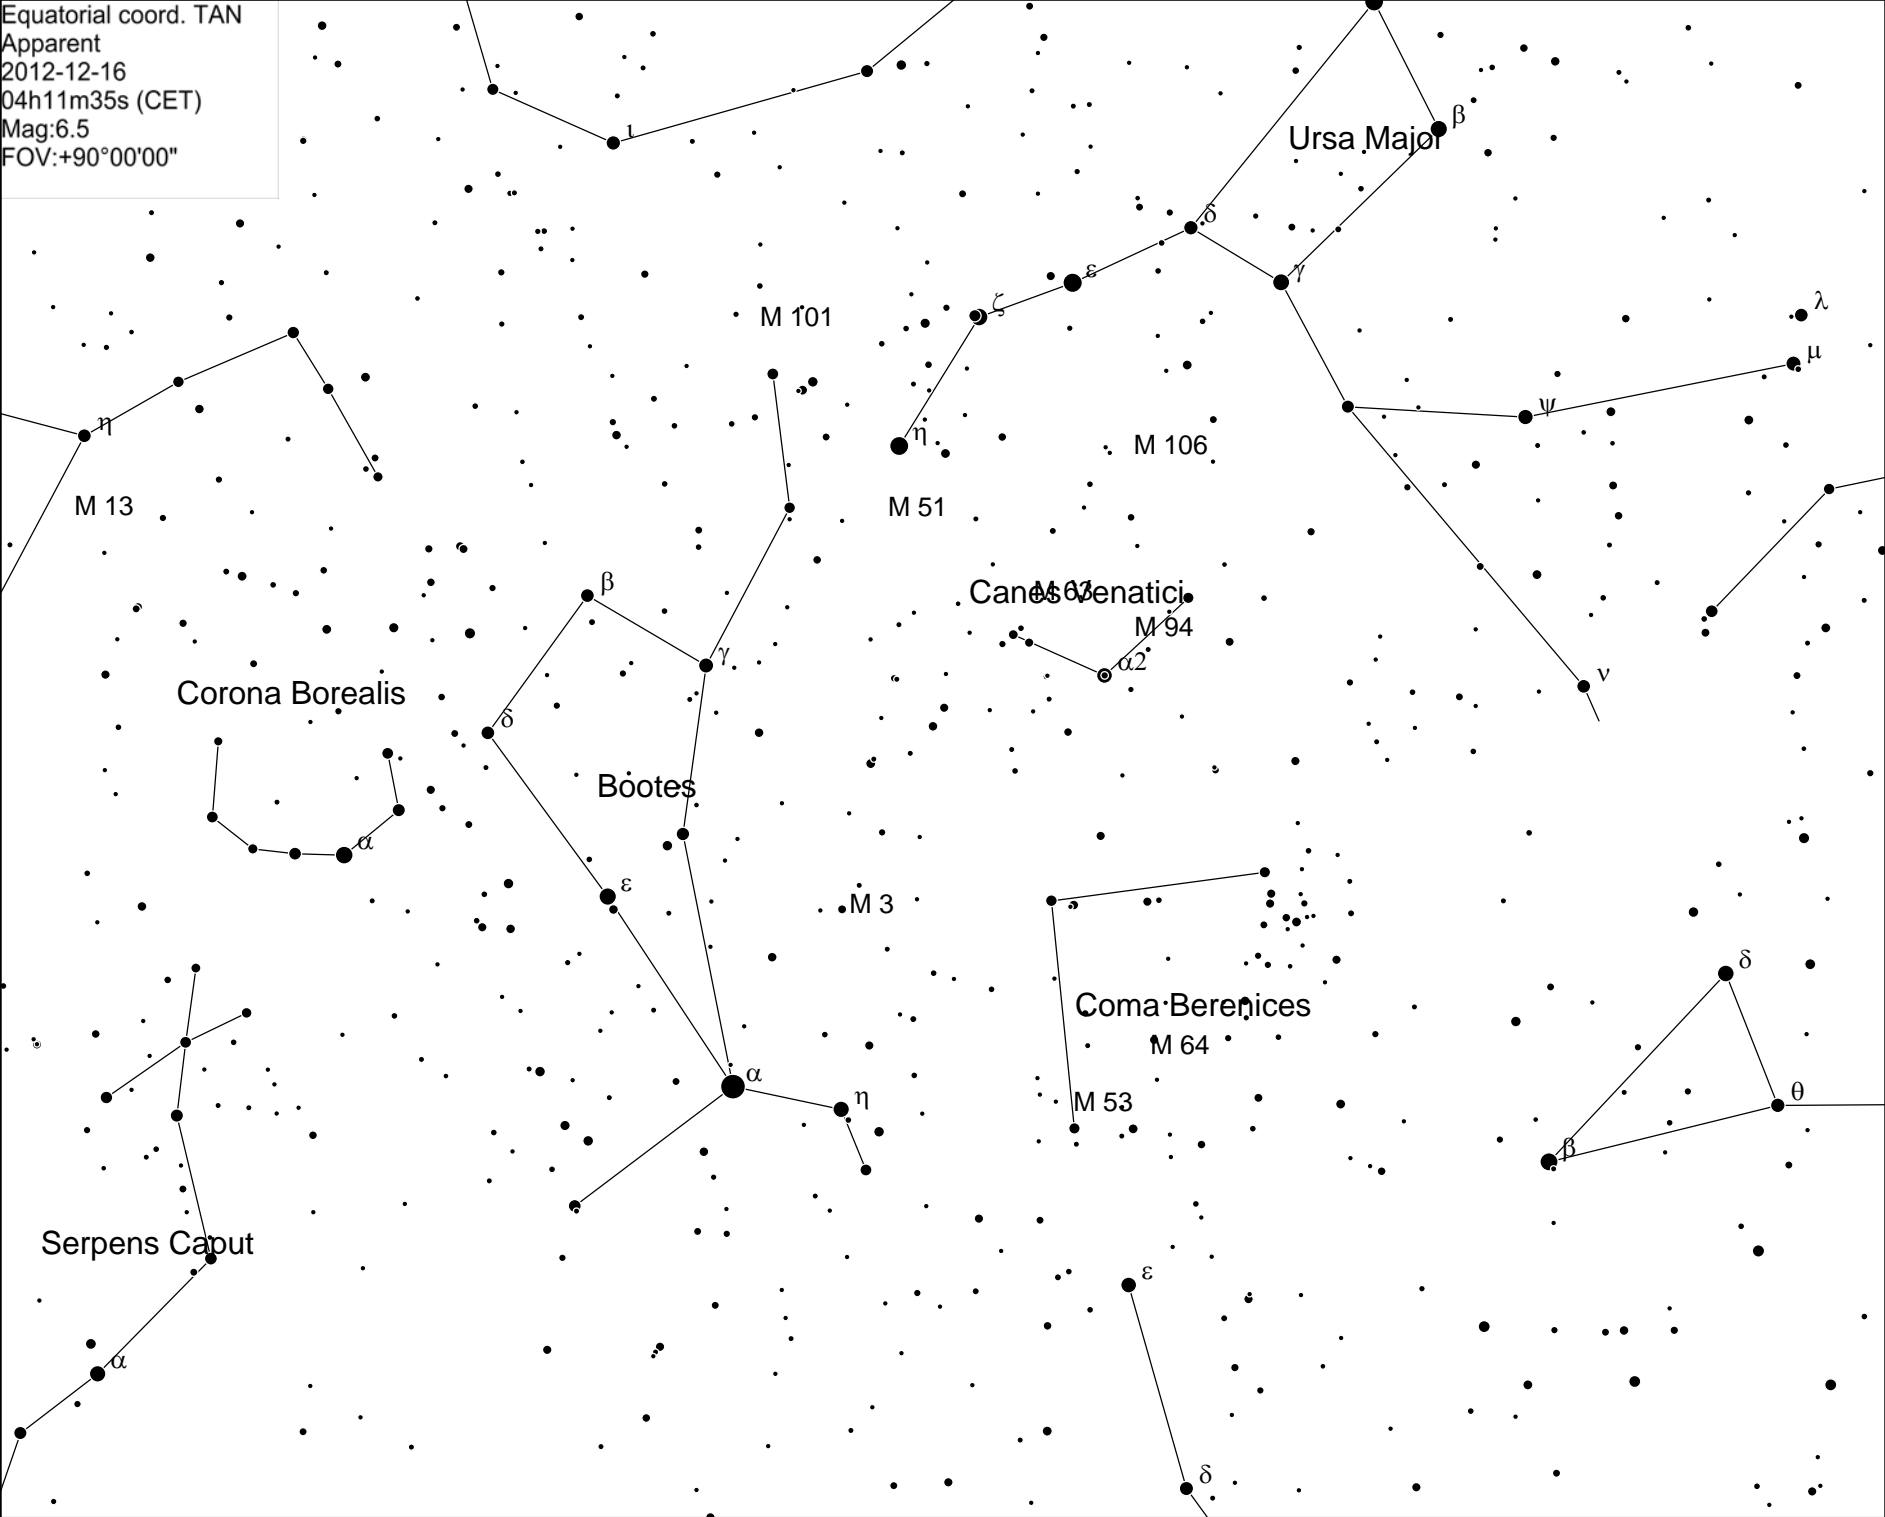 Equatorial coord. TAN
Apparent
2012-12-16
04h11m35s (CET)
Mag:6.5
FOV:+90°00'00"
ι
β
Ursa Major
δ
ε
γ
ζ
λ
M 101
μ
ψ
η
η
M 106
M 13
M 51
β
Canes Venatici
M 63
M 94
γ
α2
ν
Corona Borealis
δ
Bootes
α
ε
M 3
δ
Coma Berenices
M 64
α
θ
η
M 53
β
Serpens Caput
ε
α
δ